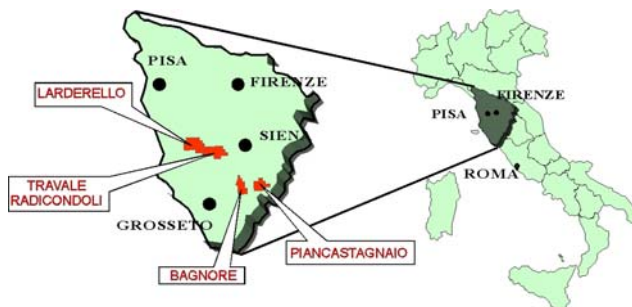 PISA
FIRENZE
LARDERELLO
SIENA
TRAVALE
RADICONDOLI
GROSSETO
BAGNORE
PIANCASTAGNAIO
FIRENZE
PISA
ROMA